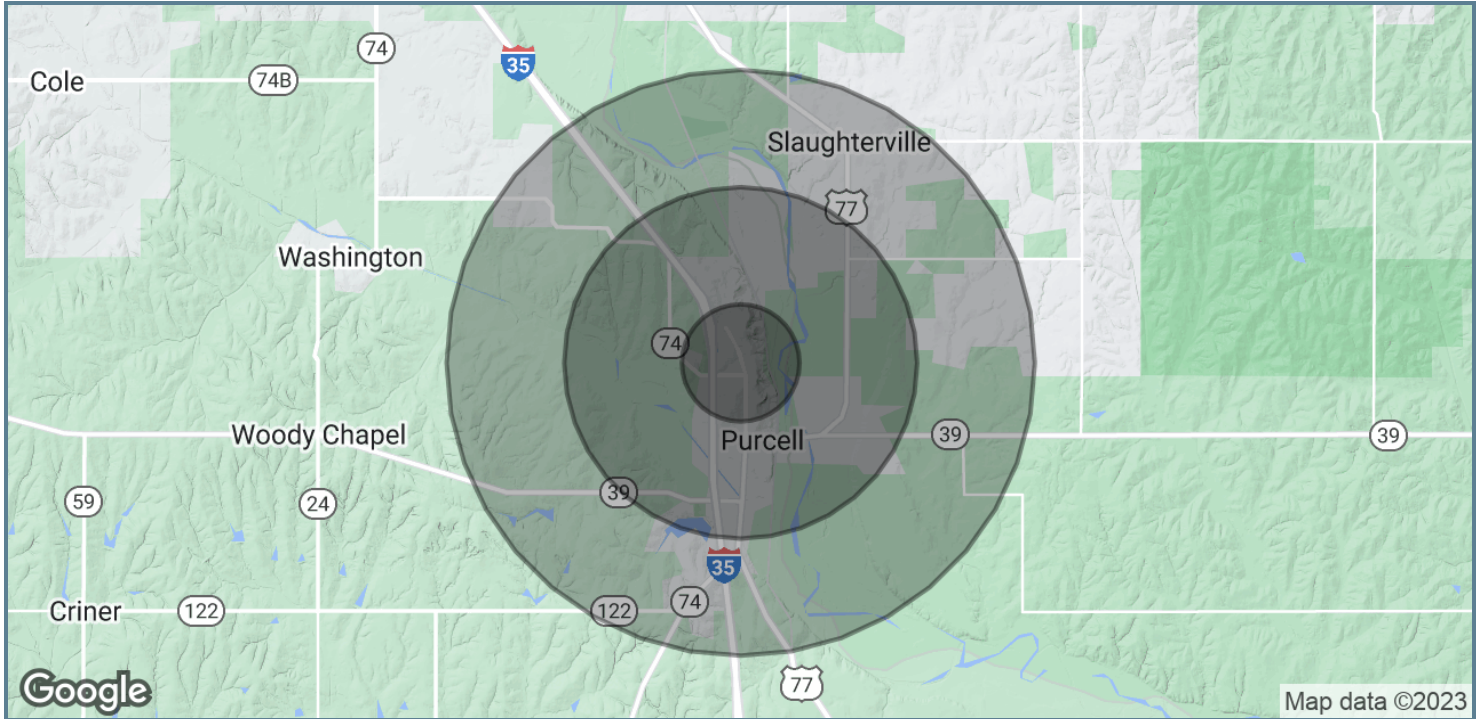 74
35
Cole
74B
Slaughterville
77
Washington
74
Woody Chapel
Purcell
39
39
59
24
39
35
74
Criner
122
122
77
Google
Map data ©2023